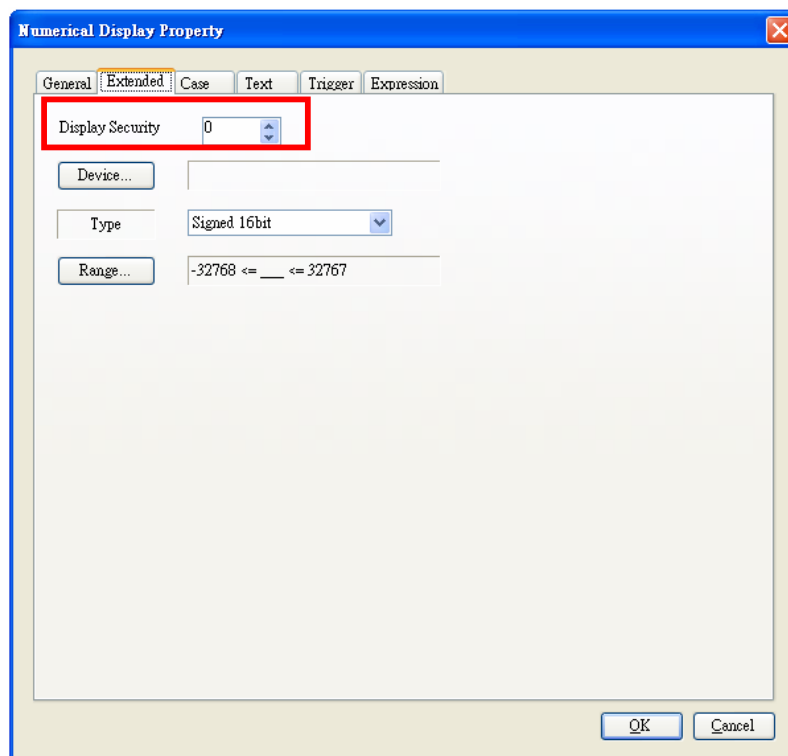 Numerical Display Property
General Extended Case Text Trigger Expression
Display Security 0
Device...
Type Signed 16bit
Range... -32768 <= ___ <= 32767
OK Cancel